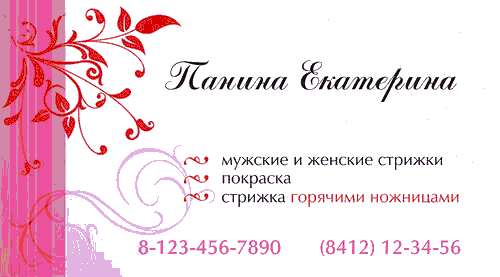 Панина Екатерина
мужские и женские стрижки
покраска
стрижка горячими ножницами
8-123-456-7890 (8412) 12-34-56